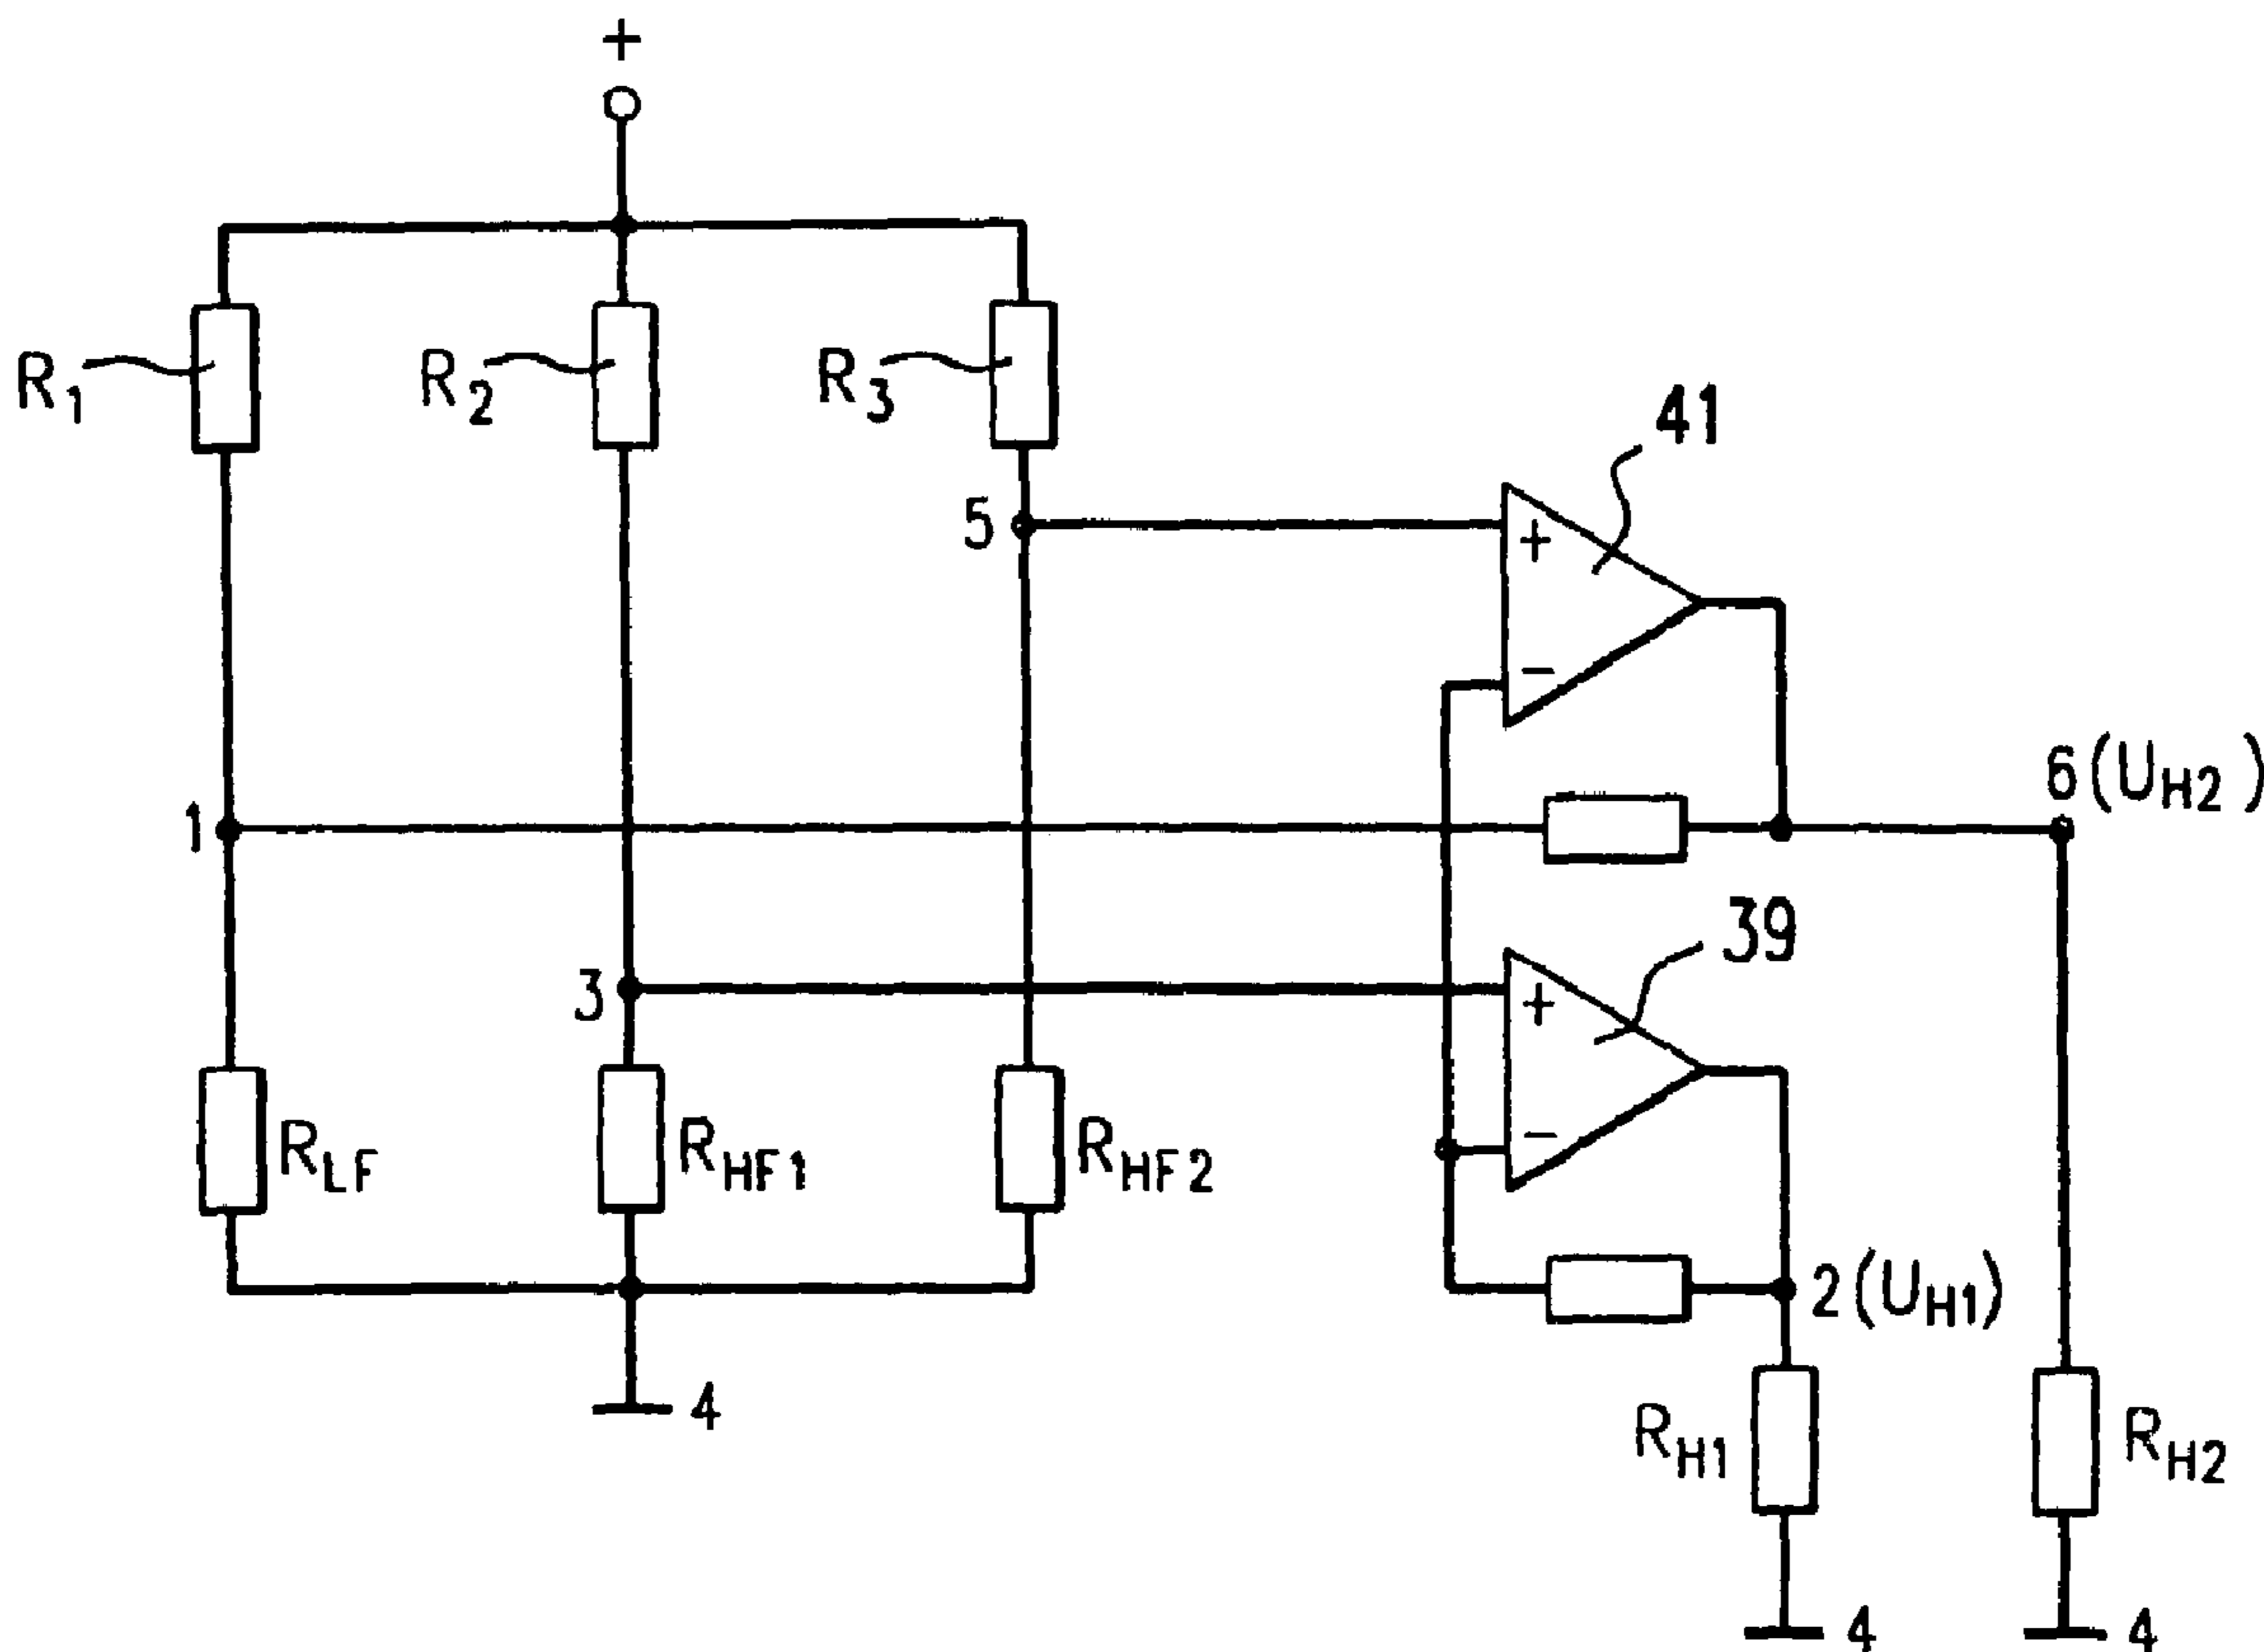 +
R1 R2 R3
41
5
+
−
6(UH2)
1
39
3
+
−
RLF RHF1 RHF2
2(UH1)
4
RH1 RH2
4 4